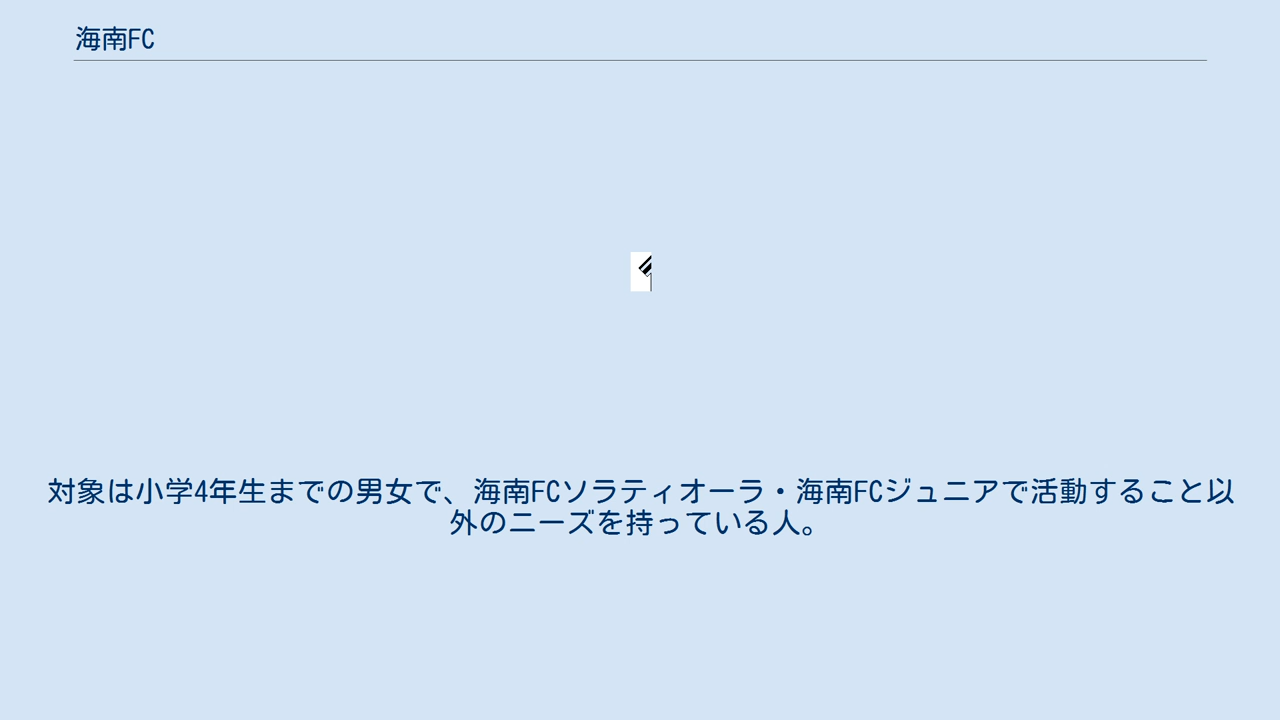 海南FC
対象は小学4年生までの男女で、海南FCソラティオーラ・海南FCジュニアで活動すること以
外のニーズを持っている人。